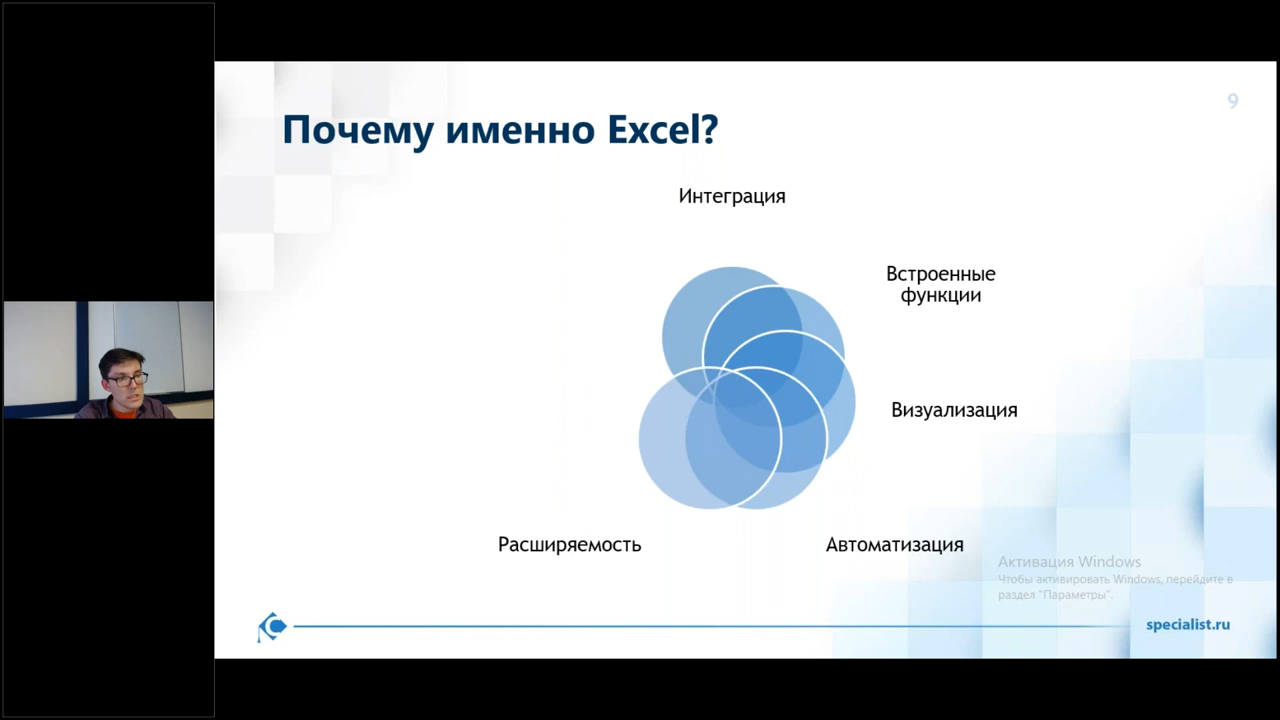 9
Почему именно Excel?
Интеграция
Встроенные
функции
Визуализация
Расширяемость
Автоматизация
Активация Windows
Чтобы активировать Windows, перейдите в
раздел "Параметры".
specialist.ru